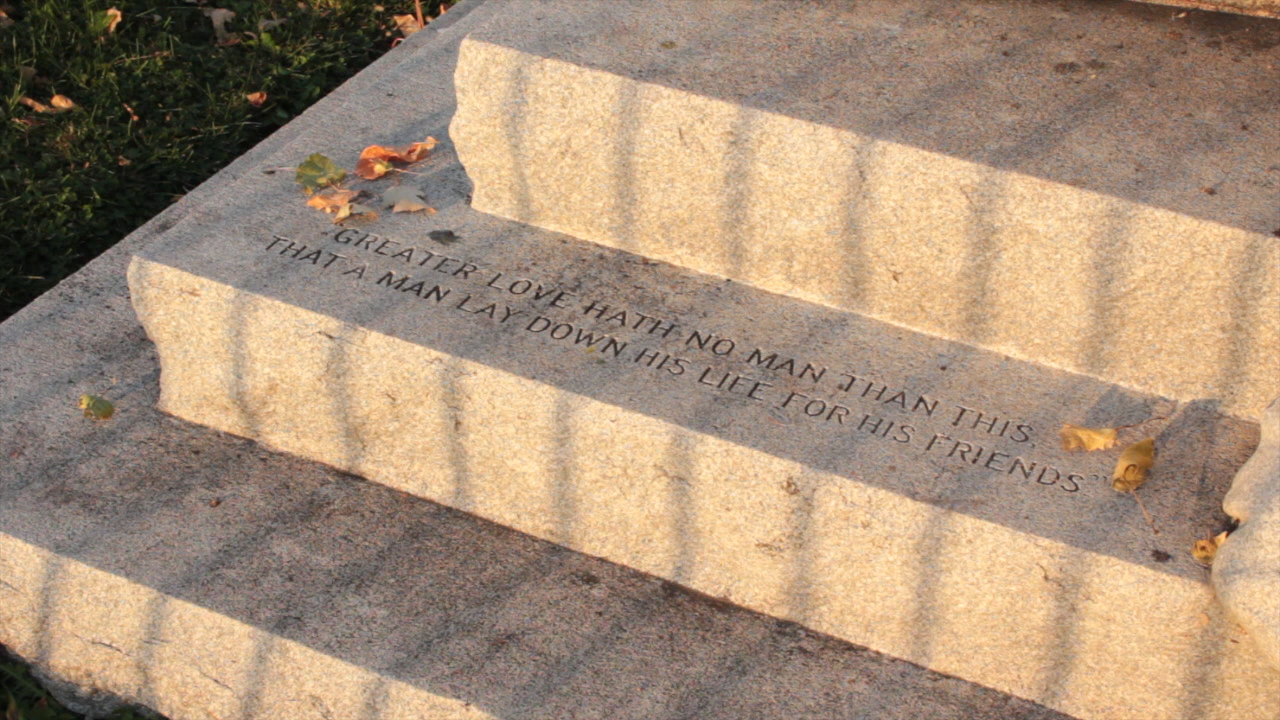 "GREATER LOVE HATH NO MAN THAN THIS,
THAT A MAN LAY DOWN HIS LIFE FOR HIS FRIENDS"